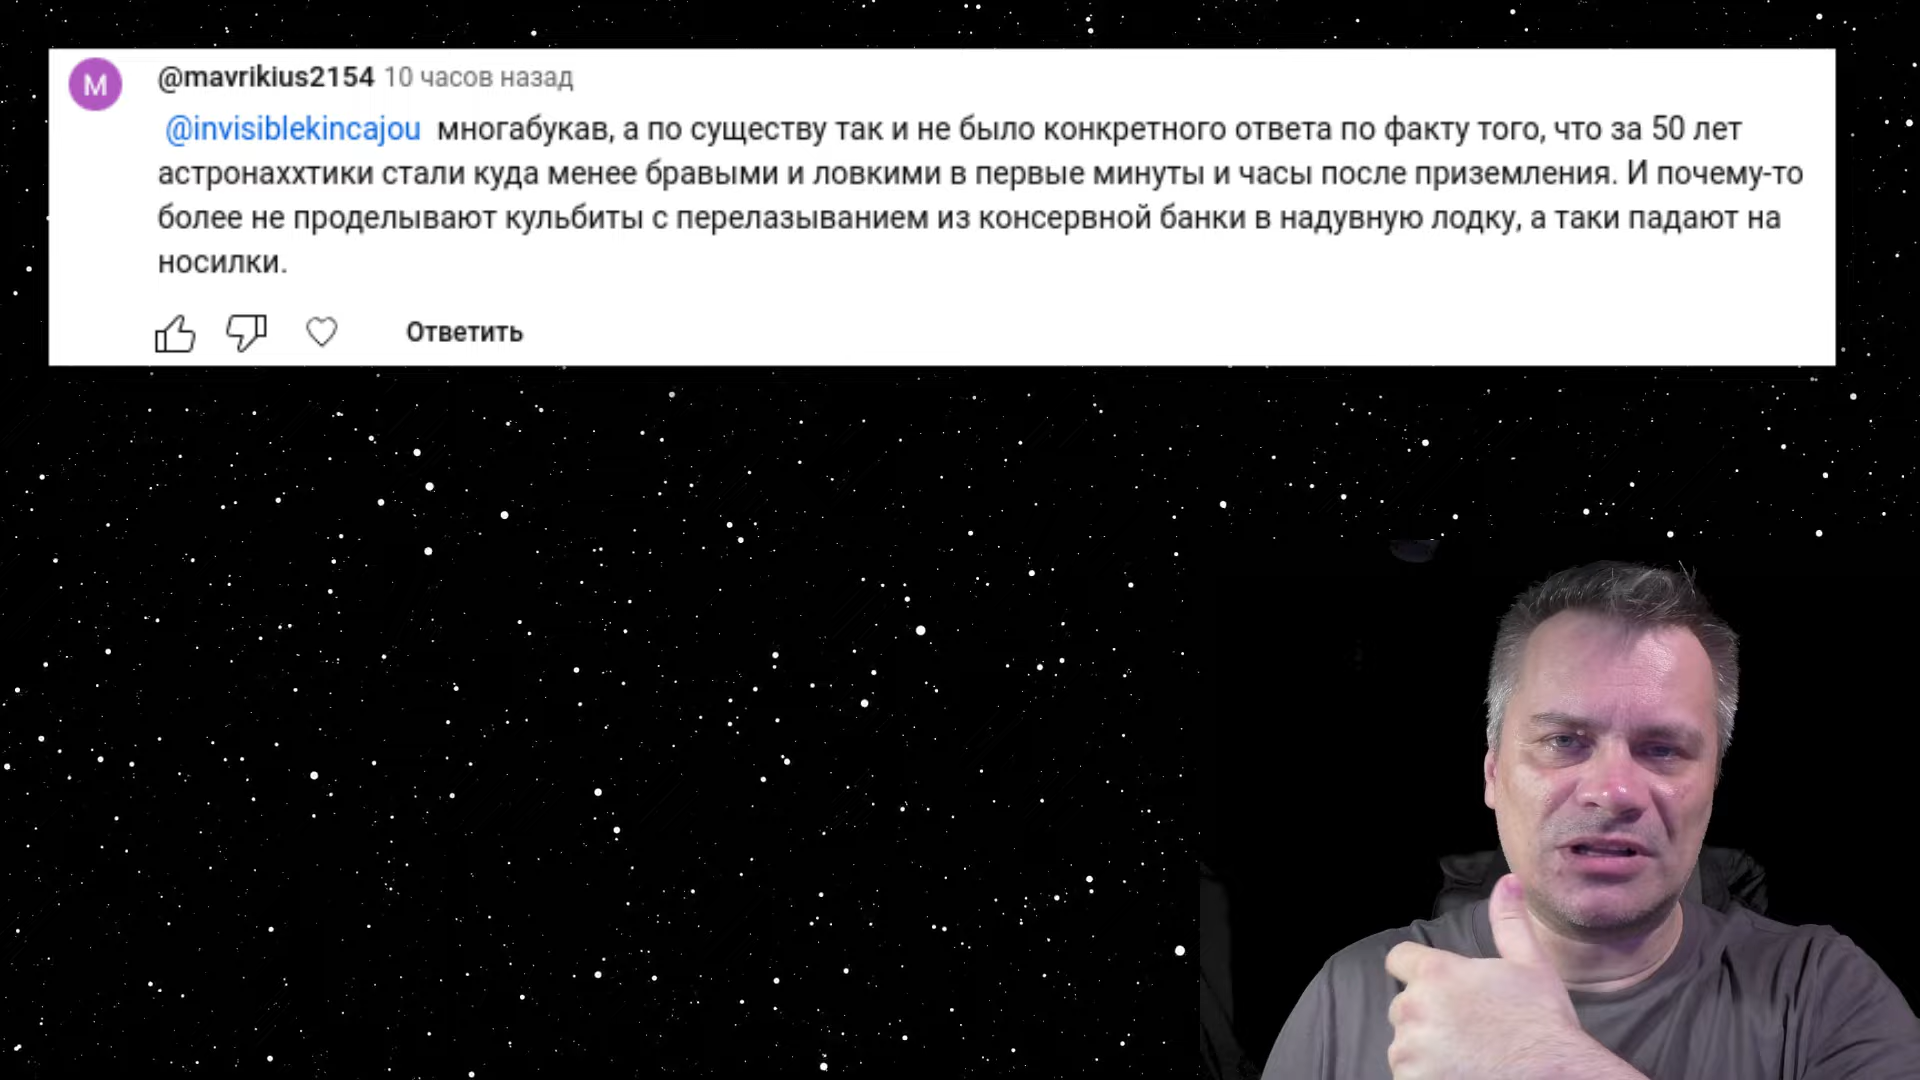 M
@mavrikius2154 10 часов назад
@invisiblekincajou многабукав, а по существу так и не было конкретного ответа по факту того, что за 50 лет
астронаххтики стали куда менее бравыми и ловкими в первые минуты и часы после приземления. И почему-то
более не проделывают кульбиты с перелазыванием из консервной банки в надувную лодку, а таки падают на
носилки.
Ответить